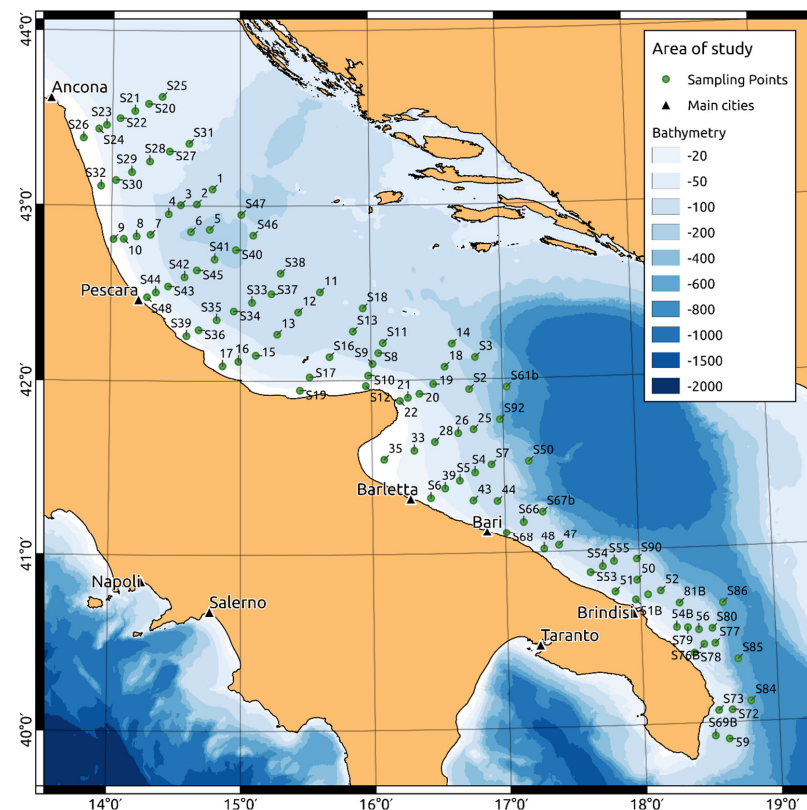 44°0'
43°0'
42°0'
41°0'
40°0'
14°0'
15°0'
16°0'
17°0'
18°0'
19°0'
Area of study
Sampling Points
Main cities
Bathymetry
-20
-50
-100
-200
-400
-600
-800
-1000
-1500
-2000
Ancona
S25
S21
S20
S23
S22
S26
S24
S31
S28
S27
S29
S32
S30
1
3
2
4
S47
9
8
7
6
5
S46
10
S41
S40
S42
S45
S38
Pescara
S44
S43
S48
S33
S37
11
12
S18
S35
S34
S39
S36
13
S13
S11
14
S3
17
16
15
S16
S9
S8
18
S17
S10
S61b
S19
S12
21
20
19
S2
22
S92
26
25
28
33
35
S50
S7
S4
S5
39
S6
Barletta
43
44
S67b
S66
Bari
S68
48
47
S54
S55
S90
S53
50
51
52
Brindisi
51B
81B
S86
54B
56
S80
S79
S77
S76B
S78
S85
S84
S73
S72
S69B
59
Napoli
Salerno
Taranto